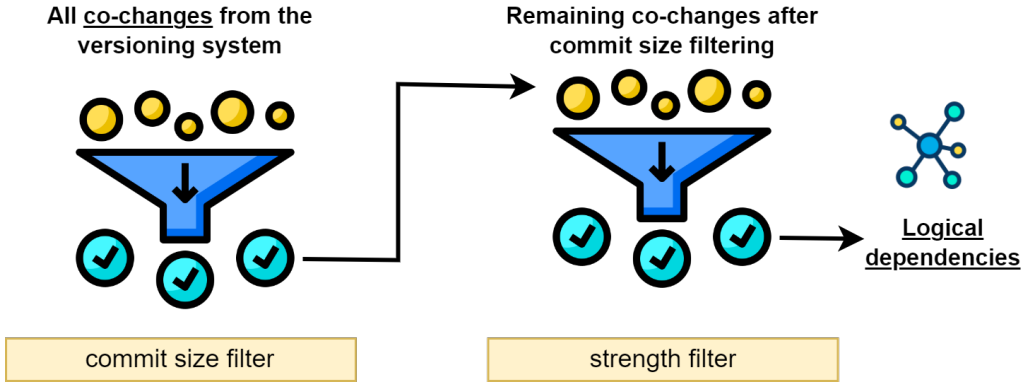 All co-changes from the
versioning system
Remaining co-changes after
commit size filtering
Logical
dependencies
commit size filter
strength filter